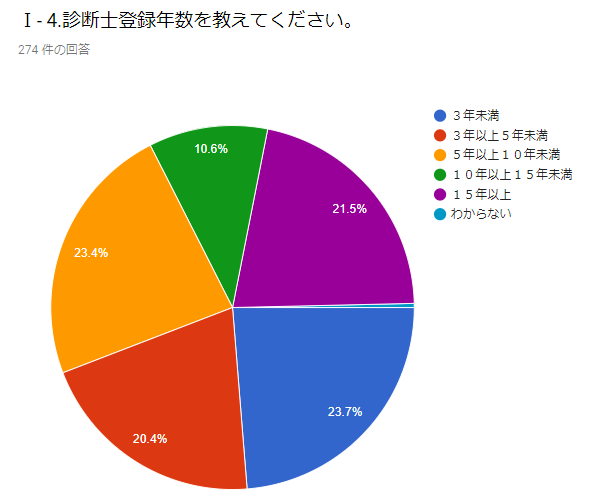 Ⅰ- 4.診断士登録年数を教えてください。
274 件の回答
３年未満
３年以上５年未満
５年以上１０年未満
１０年以上１５年未満
１５年以上
わからない
10.6%
21.5%
23.4%
23.7%
20.4%